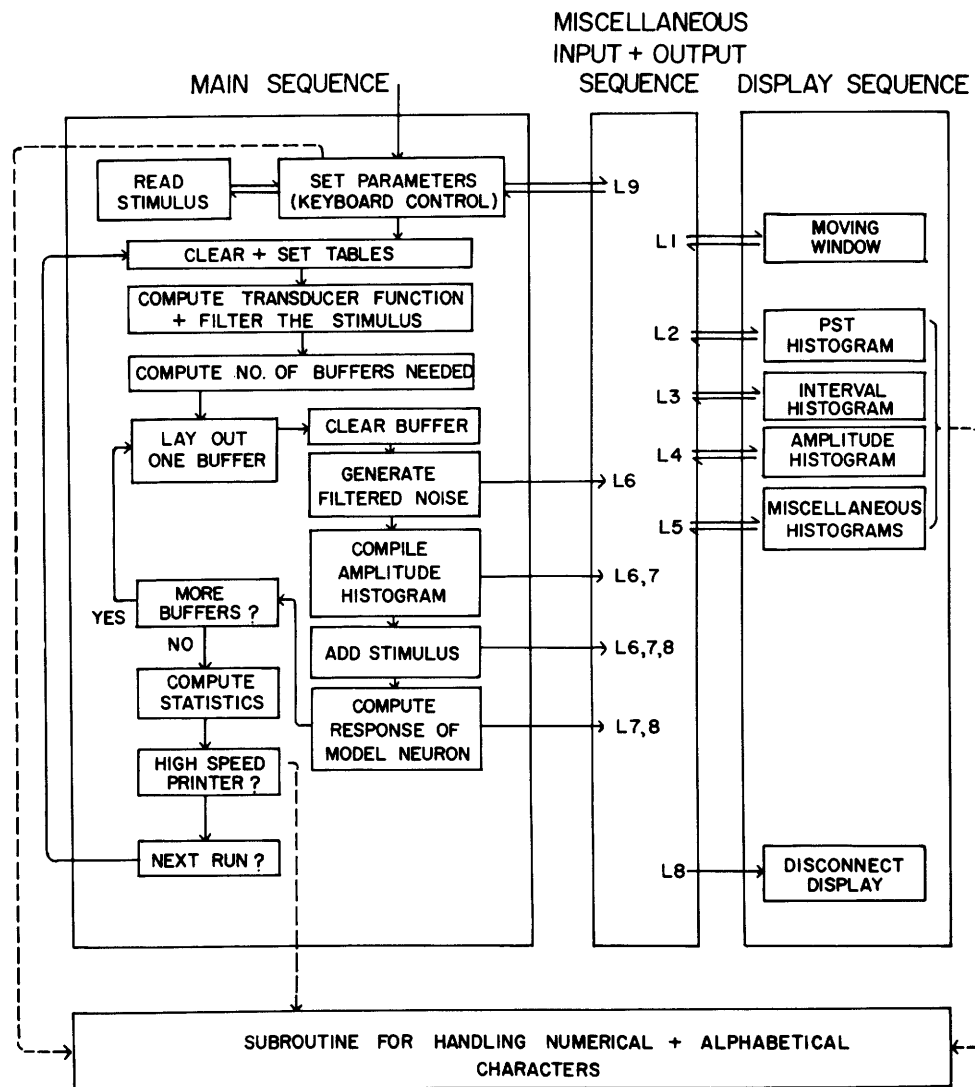 MISCELLANEOUS
INPUT + OUTPUT
MAIN SEQUENCE
SEQUENCE
DISPLAY SEQUENCE
READ
STIMULUS
SET PARAMETERS
(KEYBOARD CONTROL)
L9
CLEAR + SET TABLES
L1
MOVING
WINDOW
COMPUTE TRANSDUCER FUNCTION
+ FILTER THE STIMULUS
L2
PST
HISTOGRAM
COMPUTE NO. OF BUFFERS NEEDED
L3
INTERVAL
HISTOGRAM
LAY OUT
ONE BUFFER
CLEAR BUFFER
L4
AMPLITUDE
HISTOGRAM
GENERATE
FILTERED NOISE
L6
L5
MISCELLANEOUS
HISTOGRAMS
COMPILE
AMPLITUDE
HISTOGRAM
L6,7
MORE
BUFFERS ?
YES
NO
ADD STIMULUS
L6,7,8
COMPUTE
STATISTICS
COMPUTE
RESPONSE OF
MODEL NEURON
L7,8
HIGH SPEED
PRINTER ?
NEXT RUN ?
L8
DISCONNECT
DISPLAY
SUBROUTINE FOR HANDLING NUMERICAL + ALPHABETICAL
CHARACTERS